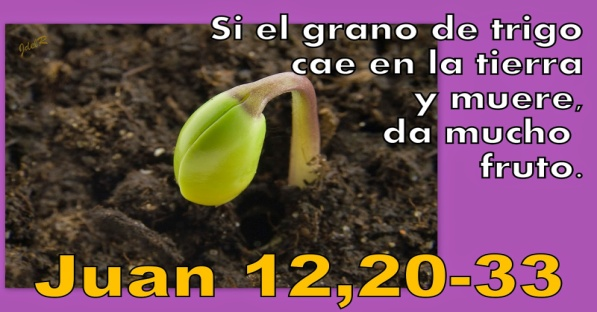 Si el grano de trigo
cae en la tierra
y muere,
da mucho
fruto.
Juan 12,20-33